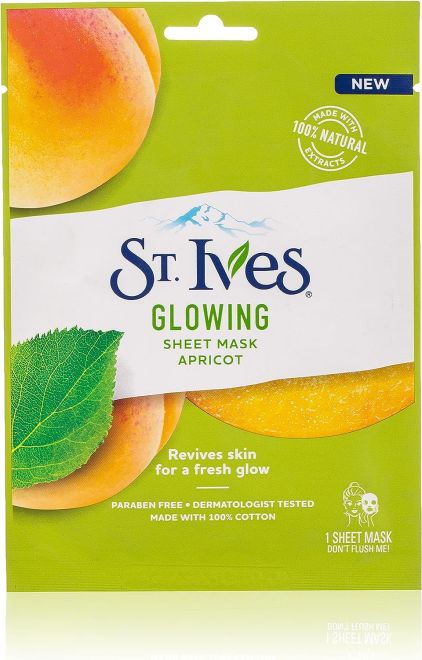 NEW
MADE WITH
100% NATURAL
EXTRACTS
ST. IVES®
GLOWING
SHEET MASK
APRICOT
Revives skin
for a fresh glow
PARABEN FREE • DERMATOLOGIST TESTED
MADE WITH 100% COTTON
1 SHEET MASK
DON'T FLUSH ME!